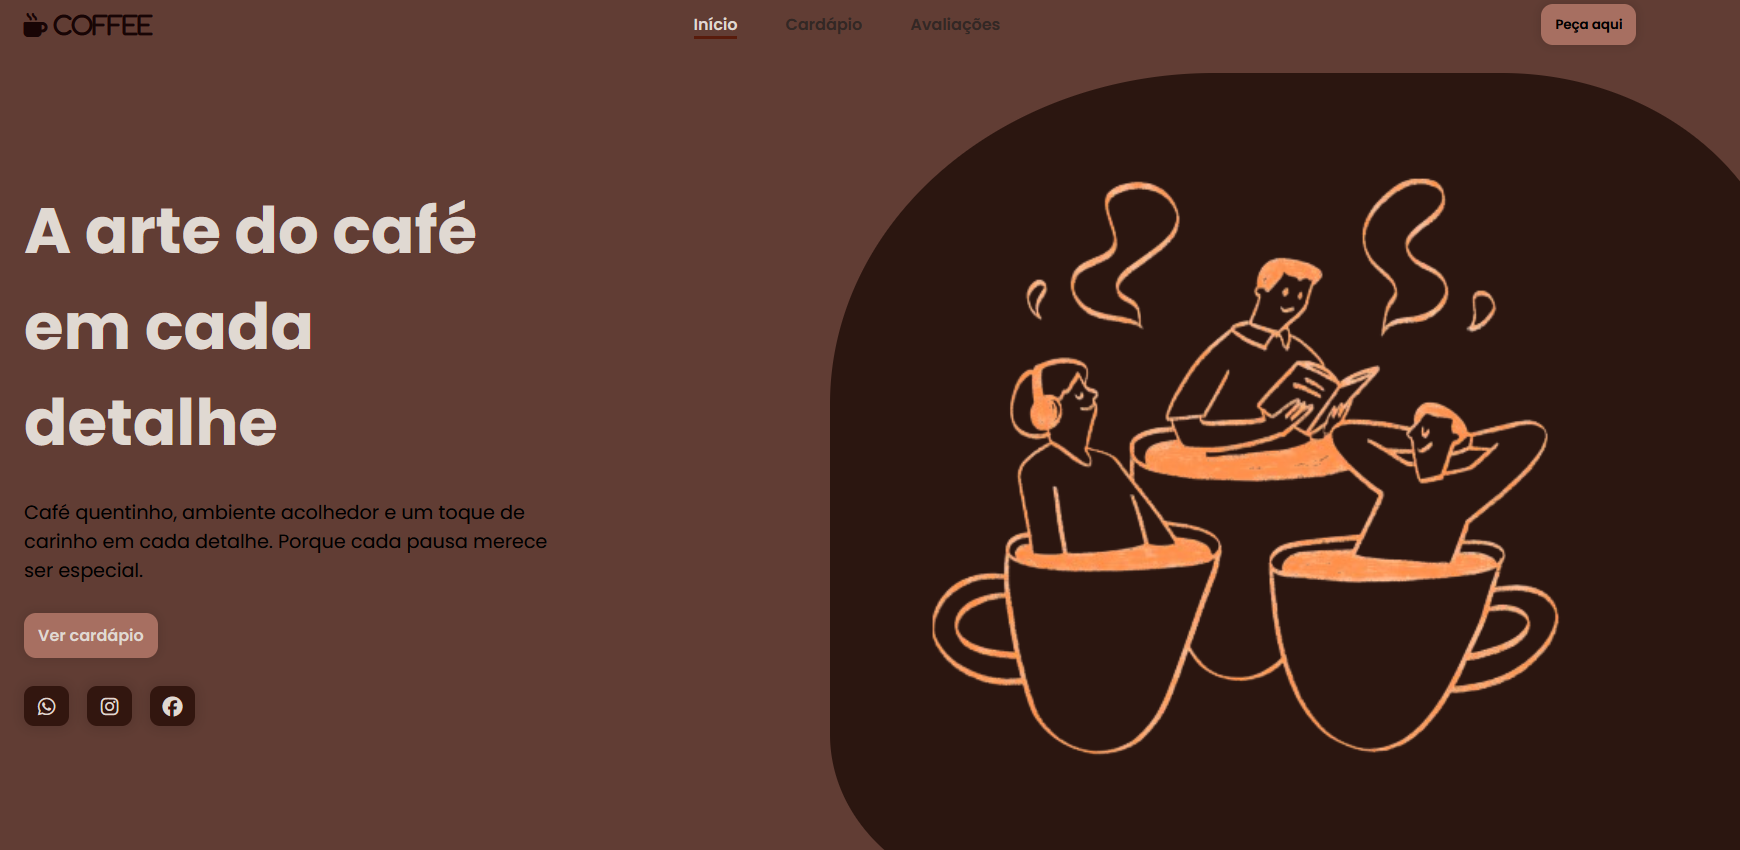 COFFEE
Início
Cardápio
Avaliações
Peça aqui
A arte do café
em cada
detalhe
Café quentinho, ambiente acolhedor e um toque de
carinho em cada detalhe. Porque cada pausa merece
ser especial.
Ver cardápio